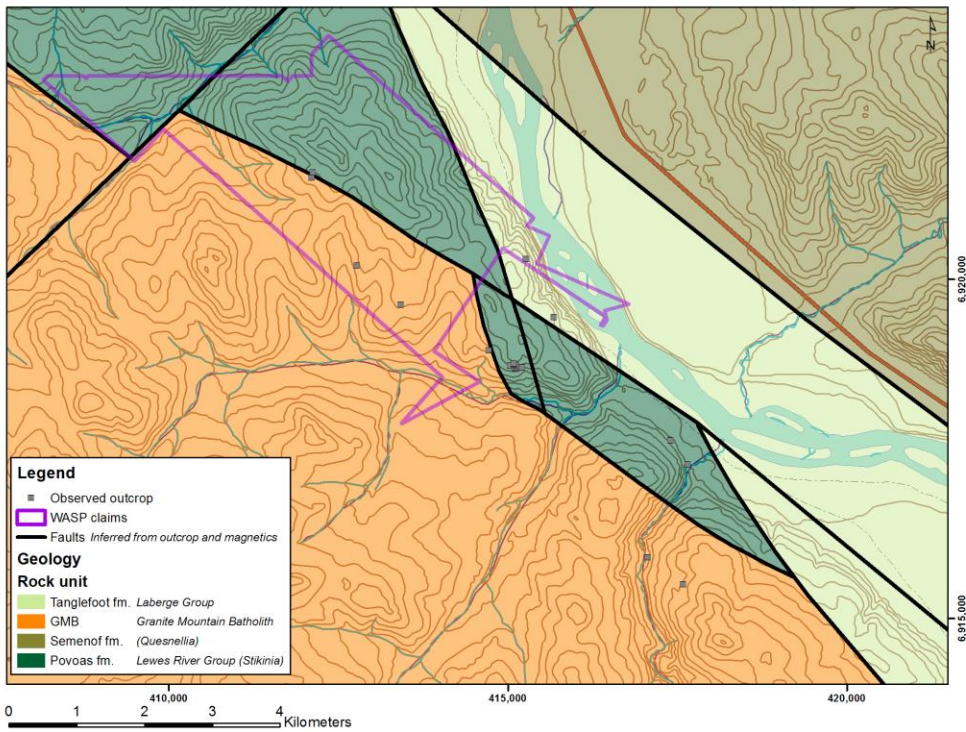 N
6,920,000
6,915,000
Legend
Observed outcrop
WASP claims
Faults Inferred from outcrop and magnetics
Geology
Rock unit
Tanglefoot fm. Laberge Group
GMB Granite Mountain Batholith
Semenof fm. (Quesnellia)
Povoas fm. Lewes River Group (Stikinia)
410,000 415,000 420,000
0 1 2 3 4
Kilometers